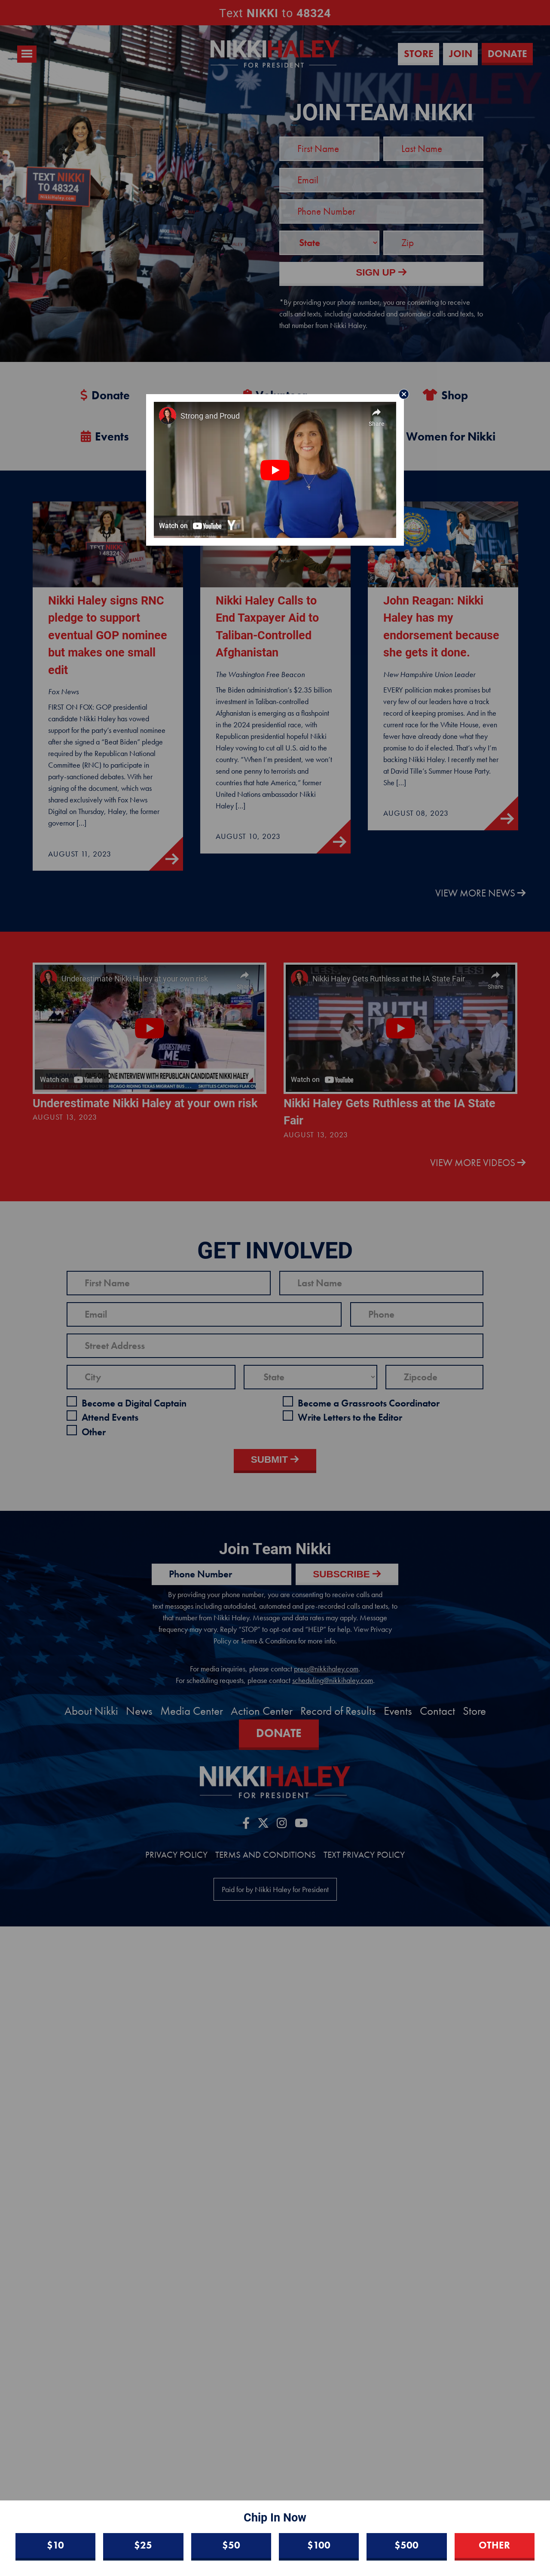 Text NIKKI to 48324
NIKKIHALEY
FOR PRESIDENT
STORE
JOIN
DONATE
JOIN TEAM NIKKI
First Name
Last Name
Email
Phone Number
State
Zip
SIGN UP
*By providing your phone number, you are consenting to receive
calls and texts, including autodialed and automated calls and texts, to
that number from Nikki Haley.
TEXT NIKKI
TO 48324
Donate
Shop
Events
Women for Nikki
Strong and Proud
Share
Watch on YouTube
Nikki Haley signs RNC
pledge to support
eventual GOP nominee
but makes one small
edit
Fox News
FIRST ON FOX: GOP presidential
candidate Nikki Haley has vowed
support for the party's eventual nominee
after she signed a "Beat Biden" pledge
required by the Republican National
Committee (RNC) to participate in
party-sanctioned debates. With her
signing of the document, which was
shared exclusively with Fox News
Digital on Thursday, Haley, the former
governor [...]
AUGUST 11, 2023
Nikki Haley Calls to
End Taxpayer Aid to
Taliban-Controlled
Afghanistan
The Washington Free Beacon
The Biden administration's $2.35 billion
investment in Taliban-controlled
Afghanistan is emerging as a flashpoint
in the 2024 presidential race, with
Republican presidential hopeful Nikki
Haley vowing to cut all U.S. aid to the
country. "When I'm president, we won't
send one penny to terrorists and
countries that hate America," former
United Nations ambassador Nikki
Haley [...]
AUGUST 10, 2023
John Reagan: Nikki
Haley has my
endorsement because
she gets it done.
New Hampshire Union Leader
EVERY politician makes promises but
very few of our leaders have a track
record of keeping promises. And in the
current race for the White House, even
fewer have already done what they
promise to do if elected. That's why I'm
backing Nikki Haley. I recently met her
at David Tille's Summer House Party.
She [...]
AUGUST 08, 2023
VIEW MORE NEWS
Underestimate Nikki Haley at your own risk
Watch on YouTube
Underestimate Nikki Haley at your own risk
AUGUST 13, 2023
Nikki Haley Gets Ruthless at the IA State Fair
Share
Watch on YouTube
Nikki Haley Gets Ruthless at the IA State
Fair
AUGUST 13, 2023
VIEW MORE VIDEOS
GET INVOLVED
First Name
Last Name
Email
Phone
Street Address
City
State
Zipcode
Become a Digital Captain
Become a Grassroots Coordinator
Attend Events
Write Letters to the Editor
Other
SUBMIT
Join Team Nikki
Phone Number
SUBSCRIBE
By providing your phone number, you are consenting to receive calls and
text messages including autodialed, automated and pre-recorded calls and texts, to
that number from Nikki Haley. Message and data rates may apply. Message
frequency may vary. Reply "STOP" to opt-out and "HELP" for help. View Privacy
Policy or Terms & Conditions for more info.
For media inquiries, please contact press@nikkihaley.com.
For scheduling requests, please contact scheduling@nikkihaley.com.
About Nikki News Media Center Action Center Record of Results Events Contact Store
DONATE
NIKKIHALEY
FOR PRESIDENT
PRIVACY POLICY TERMS AND CONDITIONS TEXT PRIVACY POLICY
Paid for by Nikki Haley for President
Chip In Now
$10
$25
$50
$100
$500
OTHER